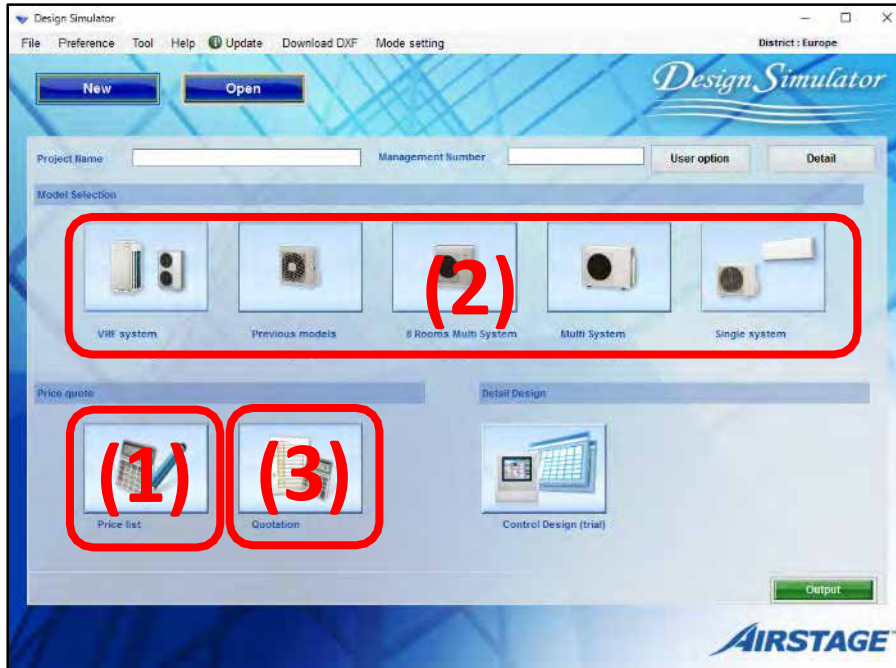 Design Simulator
File Preference Tool Help Update Download DXF Mode setting District : Europe
New Open Design Simulator
Project Name Management Number User option Detail
Model Selection
(2)
VRF system Previous models 8 Rooms Multi System Multi System Single system
Price quote Detail Design
(1) (3)
Price list Quotation Control Design (trial)
Output
AIRSTAGE